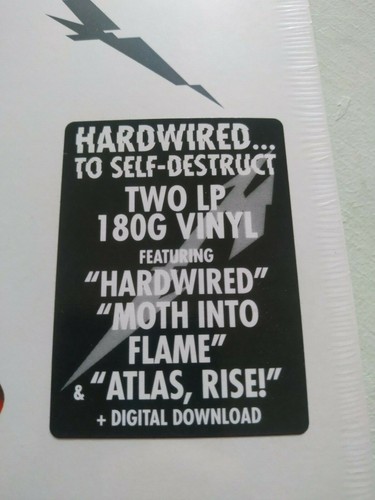 HARDWIRED...
TO SELF-DESTRUCT
TWO LP
180G VINYL
FEATURING
"HARDWIRED"
"MOTH INTO
FLAME"
& "ATLAS, RISE!"
+ DIGITAL DOWNLOAD